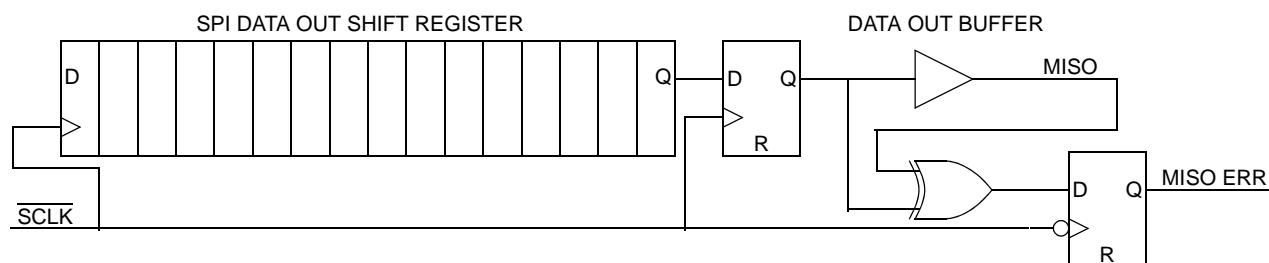 SPI DATA OUT SHIFT REGISTER
DATA OUT BUFFER
D
Q
D
Q
R
MISO
D
Q
R
MISO ERR
SCLK